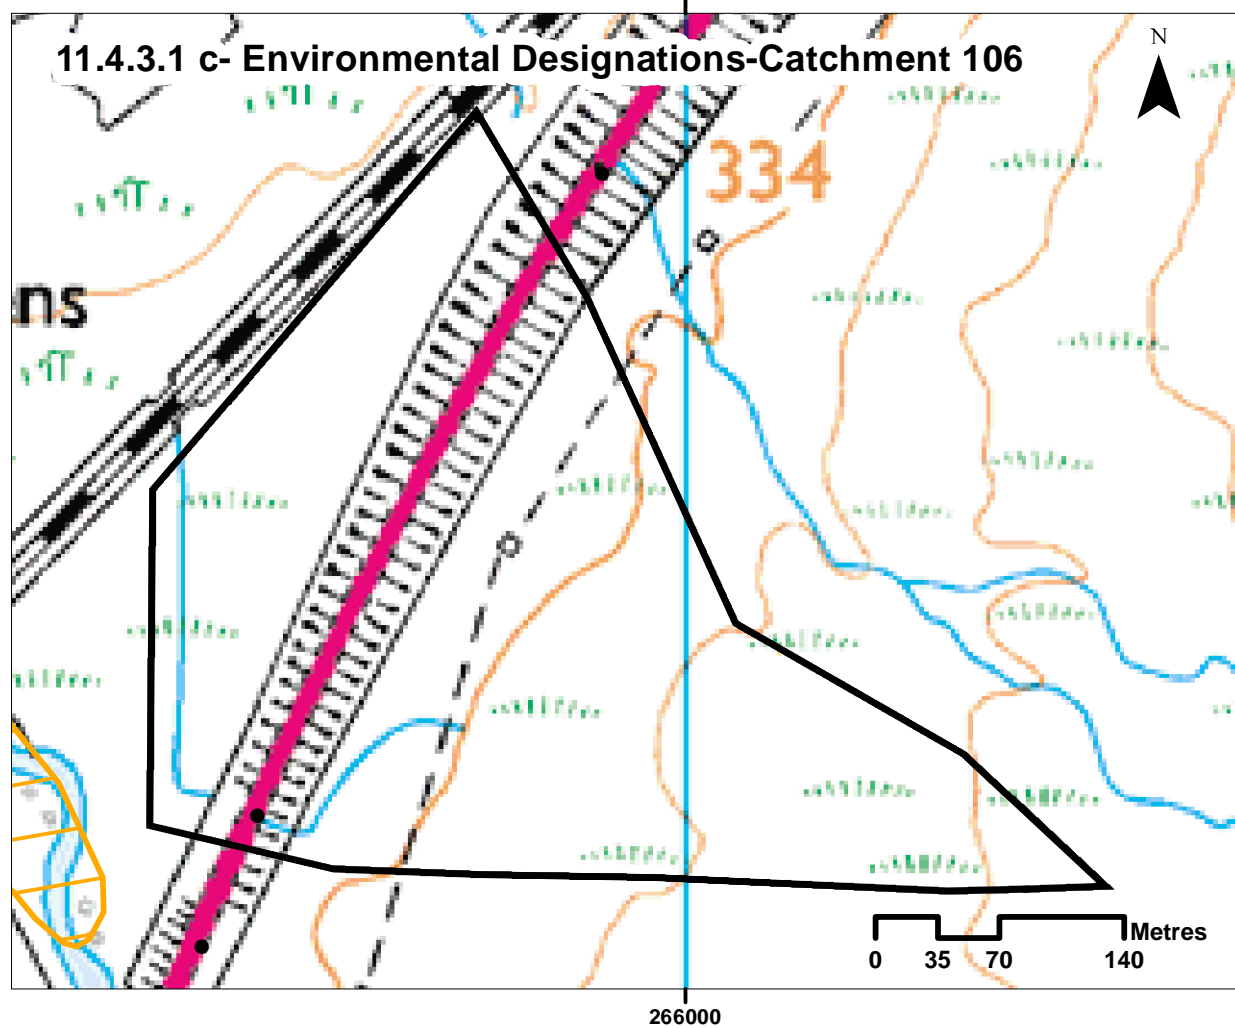 11.4.3.1 c- Environmental Designations-Catchment 106
N
334
ns
Metres
0 35 70 140
266000